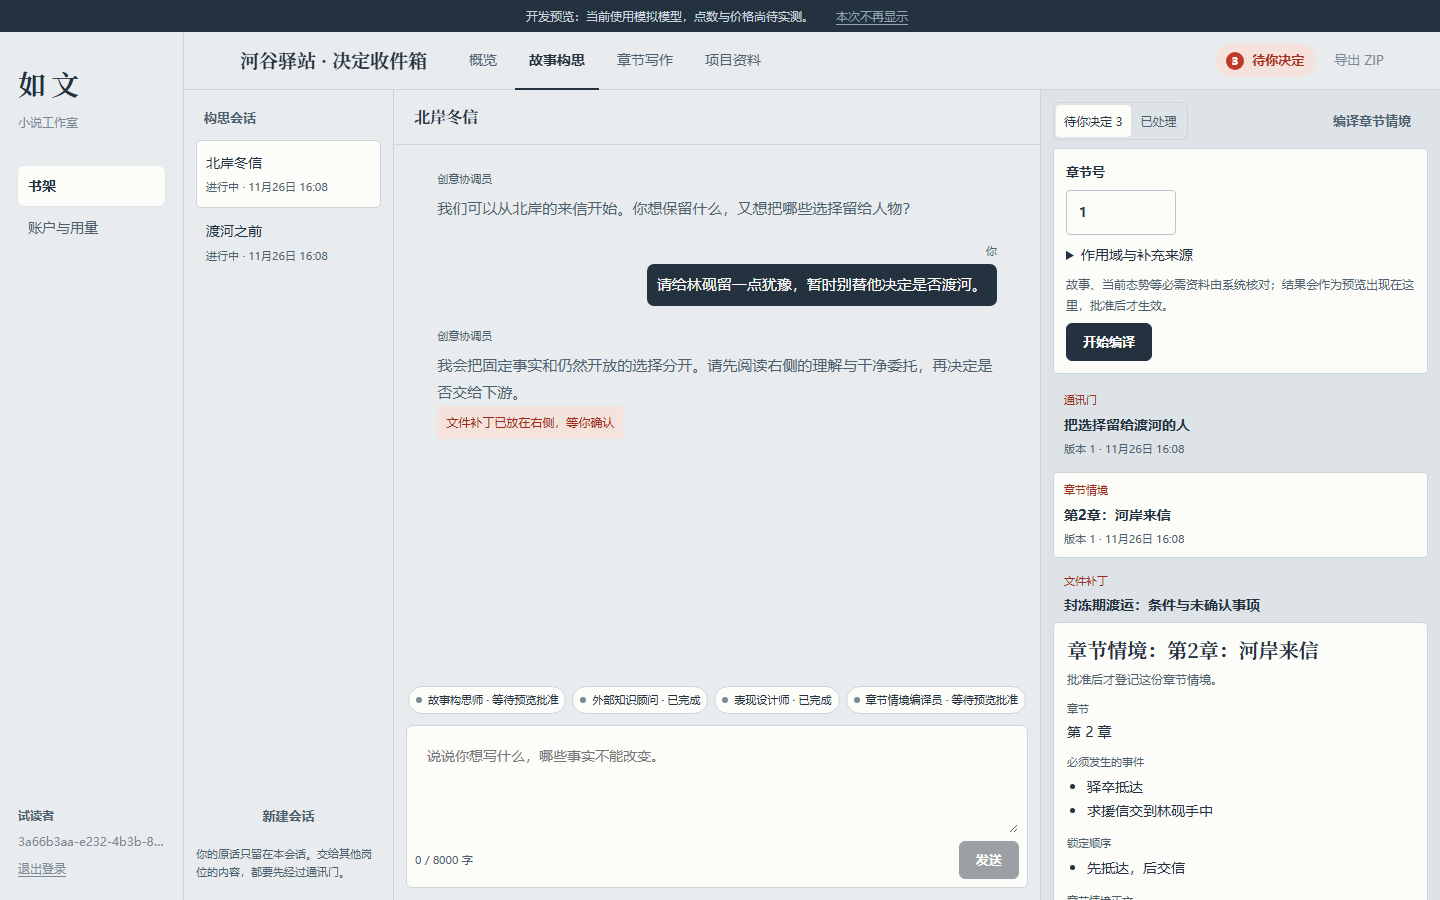 开发预览：当前使用模拟模型，点数与价格尚待实测。 本次不再显示
如文
小说工作室
书架
账户与用量
试读者
3a66b3aa-e232-4b3b-8...
退出登录
河谷驿站 · 决定收件箱
概览 故事构思 章节写作 项目资料
3 待你决定 导出 ZIP
构思会话
北岸冬信
进行中 · 11月26日 16:08
渡河之前
进行中 · 11月26日 16:08
新建会话
你的原话只留在本会话。交给其他岗
位的内容，都要先经过通讯门。
北岸冬信
创意协调员
我们可以从北岸的来信开始。你想保留什么，又想把哪些选择留给人物？
你
请给林砚留一点犹豫，暂时别替他决定是否渡河。
创意协调员
我会把固定事实和仍然开放的选择分开。请先阅读右侧的理解与干净委托，再决定是
否交给下游。
文件补丁已放在右侧，等你确认
故事构思师 · 等待预览批准 外部知识顾问 · 已完成 表现设计师 · 已完成 章节情境编译员 · 等待预览批准
说说你想写什么，哪些事实不能改变。
0 / 8000 字
发送
待你决定 3 已处理 编译章节情境
章节号
1
作用域与补充来源
故事、当前态势等必需资料由系统核对；结果会作为预览出现在这
里，批准后才生效。
开始编译
通讯门
把选择留给渡河的人
版本 1 · 11月26日 16:08
章节情境
第2章：河岸来信
版本 1 · 11月26日 16:08
文件补丁
封冻期渡运：条件与未确认事项
章节情境：第2章：河岸来信
批准后才登记这份章节情境。
章节
第 2 章
必须发生的事件
驿卒抵达
求援信交到林砚手中
锁定顺序
先抵达，后交信
章节情境正文